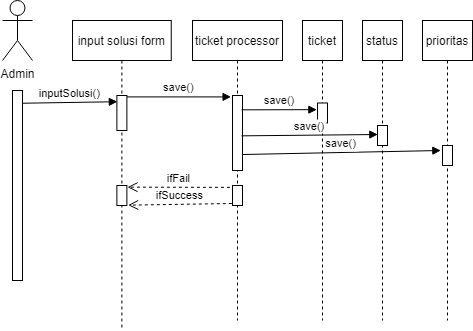 input solusi form
ticket processor
ticket
status
prioritas
Admin
inputSolusi()
save()
save()
save()
save()
ifFail
ifSuccess